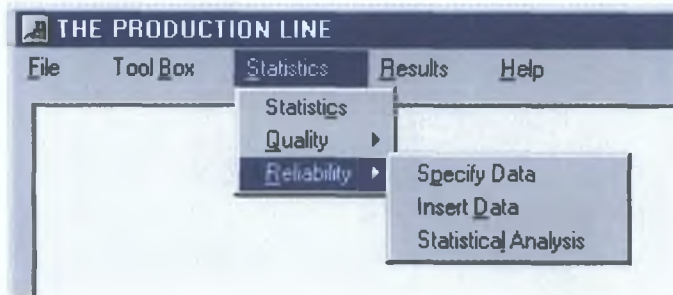 THE PRODUCTION LINE
File Tool Box Statistics Results Help
Statistics
Quality
Reliability
Specify Data
Insert Data
Statistical Analysis